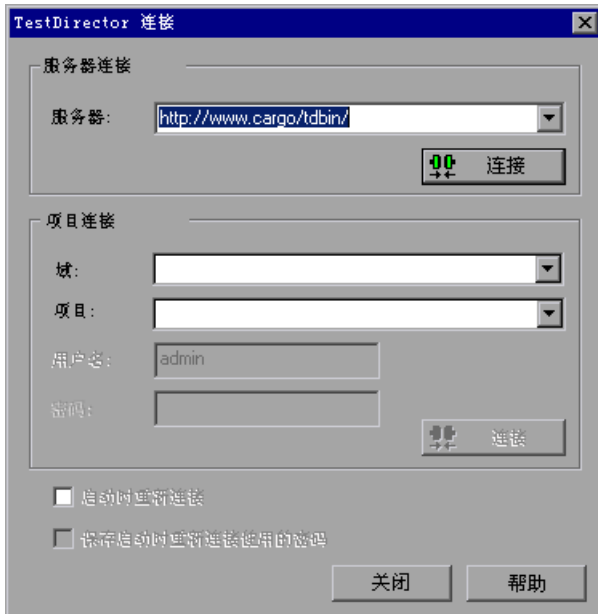 TestDirector 连接
服务器连接
服务器: http://www.cargo/tdbin/
连接
项目连接
域:
项目:
用户名: admin
密码:
连接
启动时重新连接
保存启动时重新连接使用的密码
关闭 帮助